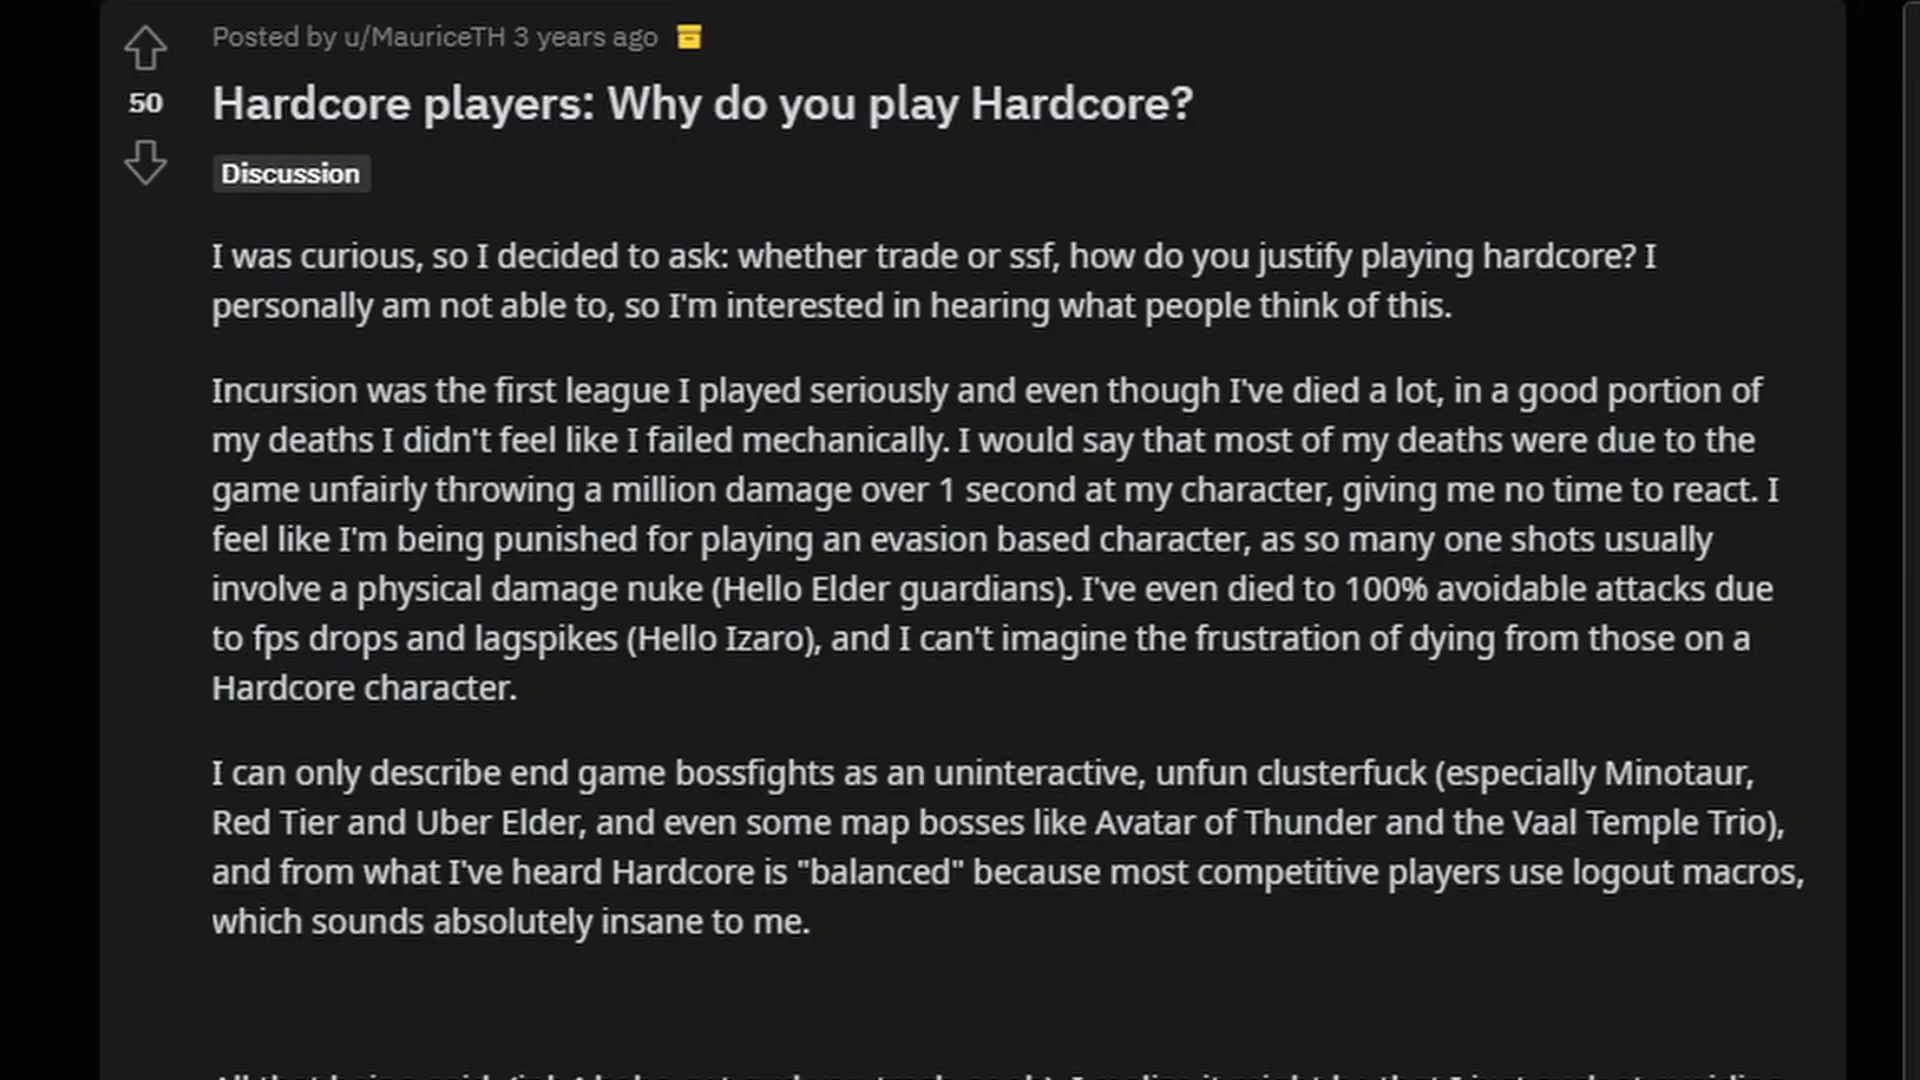 Posted by u/MauriceTH 3 years ago
50
Hardcore players: Why do you play Hardcore?
Discussion
I was curious, so I decided to ask: whether trade or ssf, how do you justify playing hardcore? I
personally am not able to, so I'm interested in hearing what people think of this.
Incursion was the first league I played seriously and even though I've died a lot, in a good portion of
my deaths I didn't feel like I failed mechanically. I would say that most of my deaths were due to the
game unfairly throwing a million damage over 1 second at my character, giving me no time to react. I
feel like I'm being punished for playing an evasion based character, as so many one shots usually
involve a physical damage nuke (Hello Elder guardians). I've even died to 100% avoidable attacks due
to fps drops and lagspikes (Hello Izaro), and I can't imagine the frustration of dying from those on a
Hardcore character.
I can only describe end game bossfights as an uninteractive, unfun clusterfuck (especially Minotaur,
Red Tier and Uber Elder, and even some map bosses like Avatar of Thunder and the Vaal Temple Trio),
and from what I've heard Hardcore is "balanced" because most competitive players use logout macros,
which sounds absolutely insane to me.